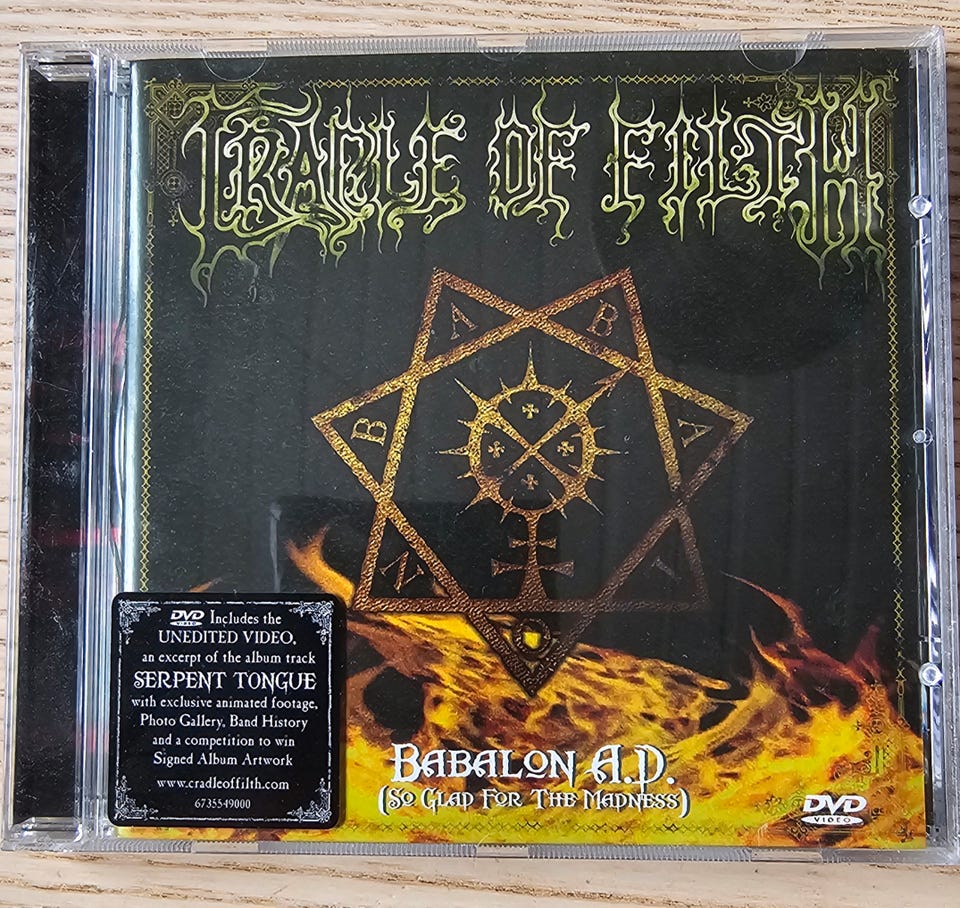 CRADLE OF FILTH
B A B A L O N
BABALON A.D.
(SO GLAD FOR THE MADNESS)
DVD
VIDEO
DVD VIDEO Includes the
UNEDITED VIDEO,
an excerpt of the album track
SERPENT TONGUE
with exclusive animated footage,
Photo Gallery, Band History
and a competition to win
Signed Album Artwork
www.cradleoffilth.com
6735549000